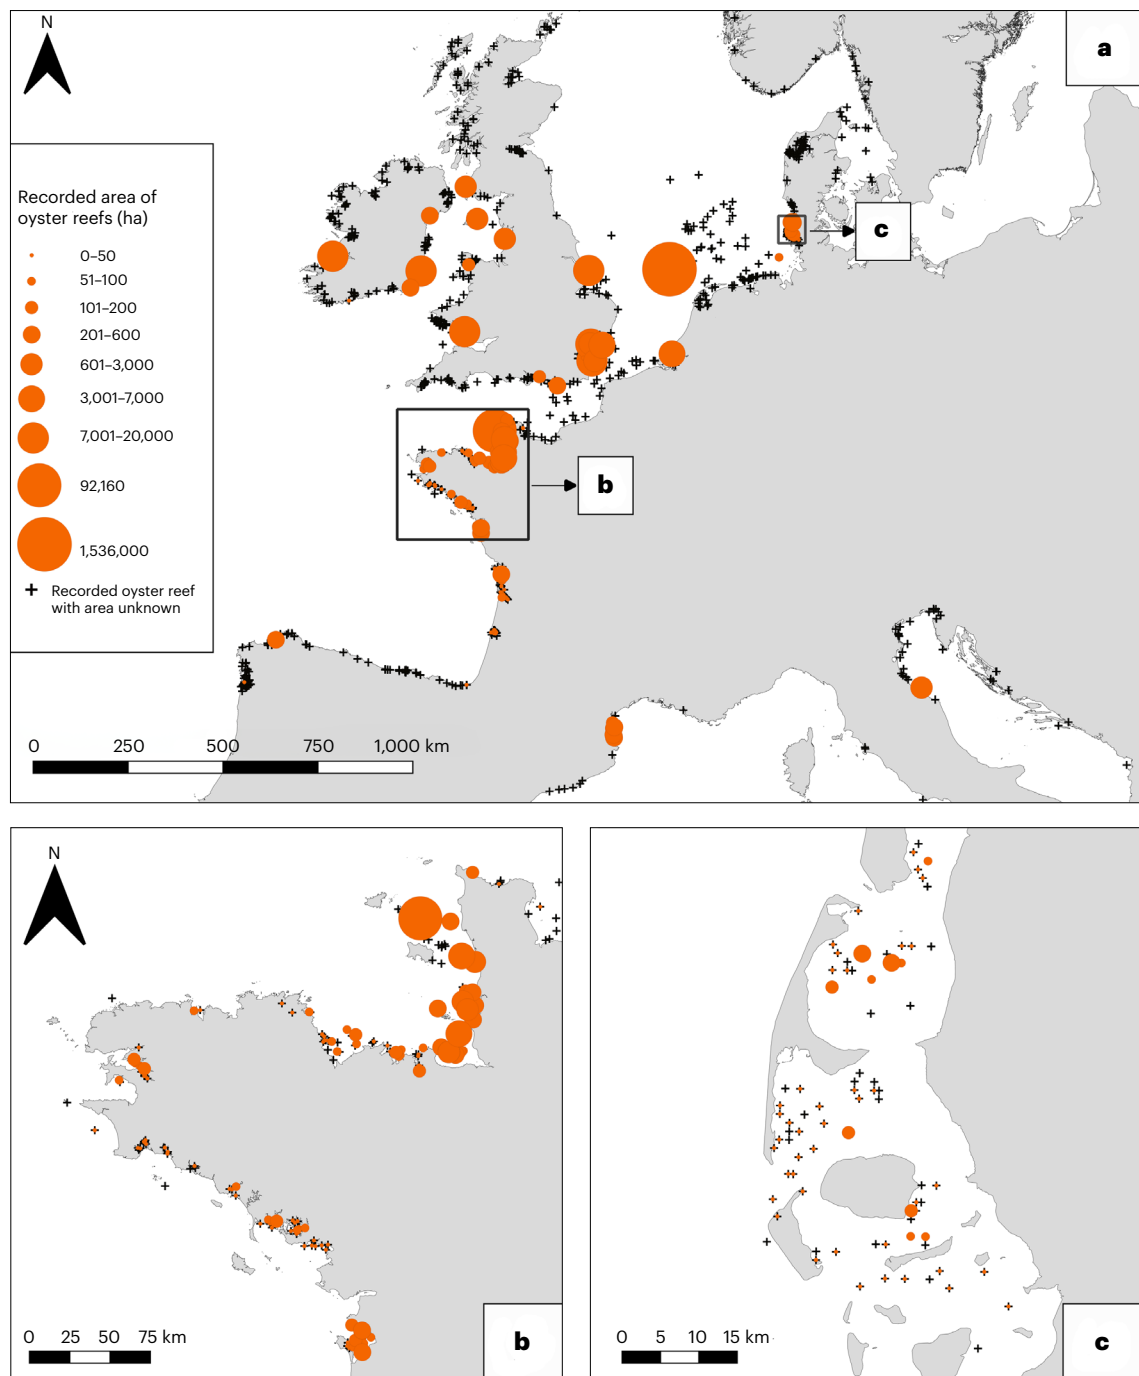 N
a
Recorded area of
oyster reefs (ha)
0–50
51–100
101–200
201–600
601–3,000
3,001–7,000
7,001–20,000
92,160
1,536,000
Recorded oyster reef
with area unknown
c
b
0 250 500 750 1,000 km
N
0 25 50 75 km
b
0 5 10 15 km
c